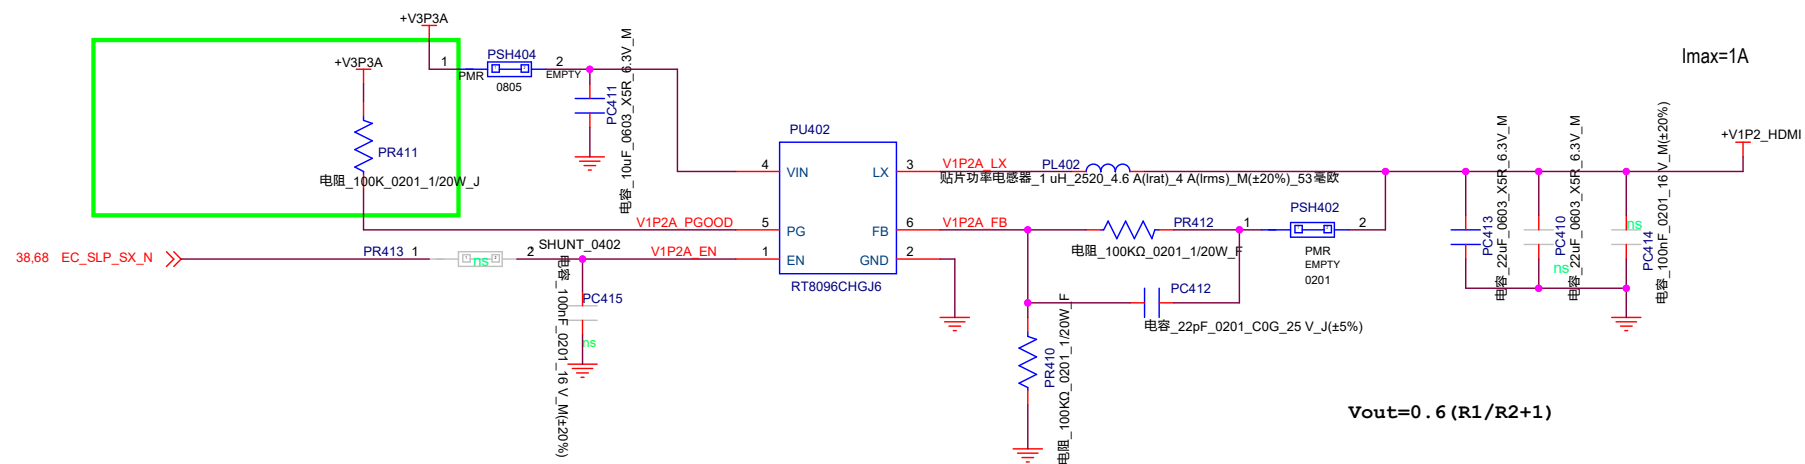 +V3P3A
+V3P3A
1
PMR
PSH404
0805
2
EMPTY
PC411
电容_10uF_0603_X5R_6.3V_M
PR411
电阻_100K_0201_1/20W_J
V1P2A_PGOOD
38,68 EC_SLP_SX_N
PR413
1
ns
2
SHUNT_0402
V1P2A_EN
PC415
ns
电容_100nF_0201_16 V_M(±20%)
PU402
4
VIN
LX
3
5
PG
FB
6
1
EN
GND
2
RT8096CHGJ6
V1P2A_LX
PL402
贴片功率电感器_1 uH_2520_4.6 A(Irat)_4 A(Irms)_M(±20%)_53毫欧
V1P2A_FB
PR412
电阻_100KΩ_0201_1/20W_F
1
PSH402
2
PMR
EMPTY
0201
PC412
电容_22pF_0201_C0G_25 V_J(±5%)
PR410
电阻_100KΩ_0201_1/20W_F
PC413
电容_22uF_0603_X5R_6.3V_M
PC410
ns
电容_22uF_0603_X5R_6.3V_M
ns
PC414
电容_100nF_0201_16 V_M(±20%)
Imax=1A
+V1P2_HDMI
Vout=0.6(R1/R2+1)